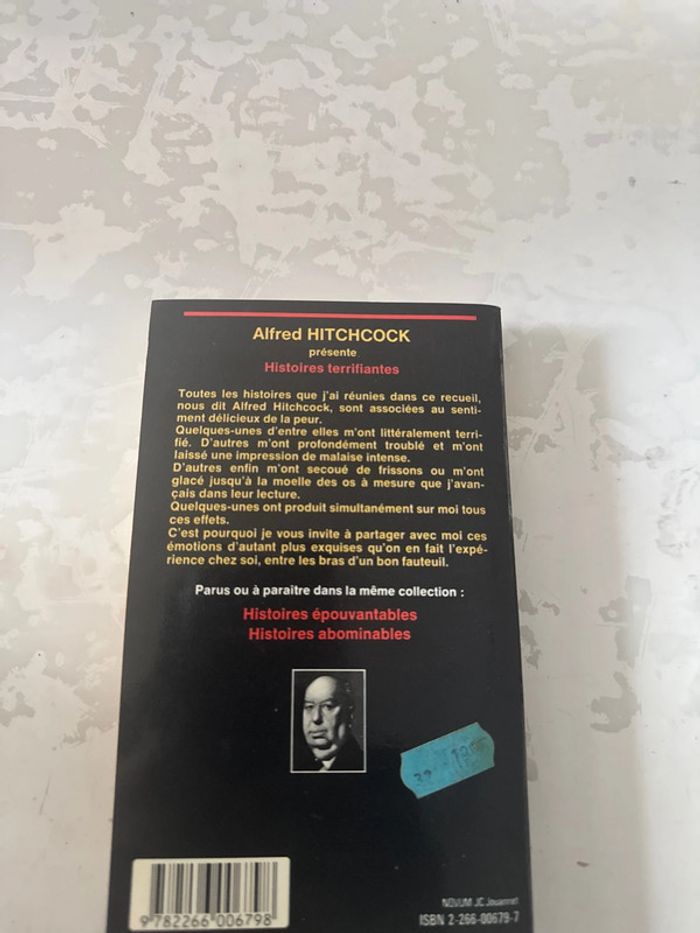 Alfred HITCHCOCK
présente
Histoires terrifiantes
Toutes les histoires que j'ai réunies dans ce recueil,
nous dit Alfred Hitchcock, sont associées au senti-
ment délicieux de la peur.
Quelques-unes d'entre elles m'ont littéralement terri-
fié. D'autres m'ont profondément troublé et m'ont
laissé une impression de malaise intense.
D'autres enfin m'ont secoué de frissons ou m'ont
glacé jusqu'à la moelle des os à mesure que j'avan-
çais dans leur lecture.
Quelques-unes ont produit simultanément sur moi tous
ces effets.
C'est pourquoi je vous invite à partager avec moi ces
émotions d'autant plus exquises qu'on en fait l'expé-
rience chez soi, entre les bras d'un bon fauteuil.
Parus ou à paraitre dans la même collection :
Histoires épouvantables
Histoires abominables
9 782266 006798
NOVUM JC Jouannet
ISBN 2-266-00679-7